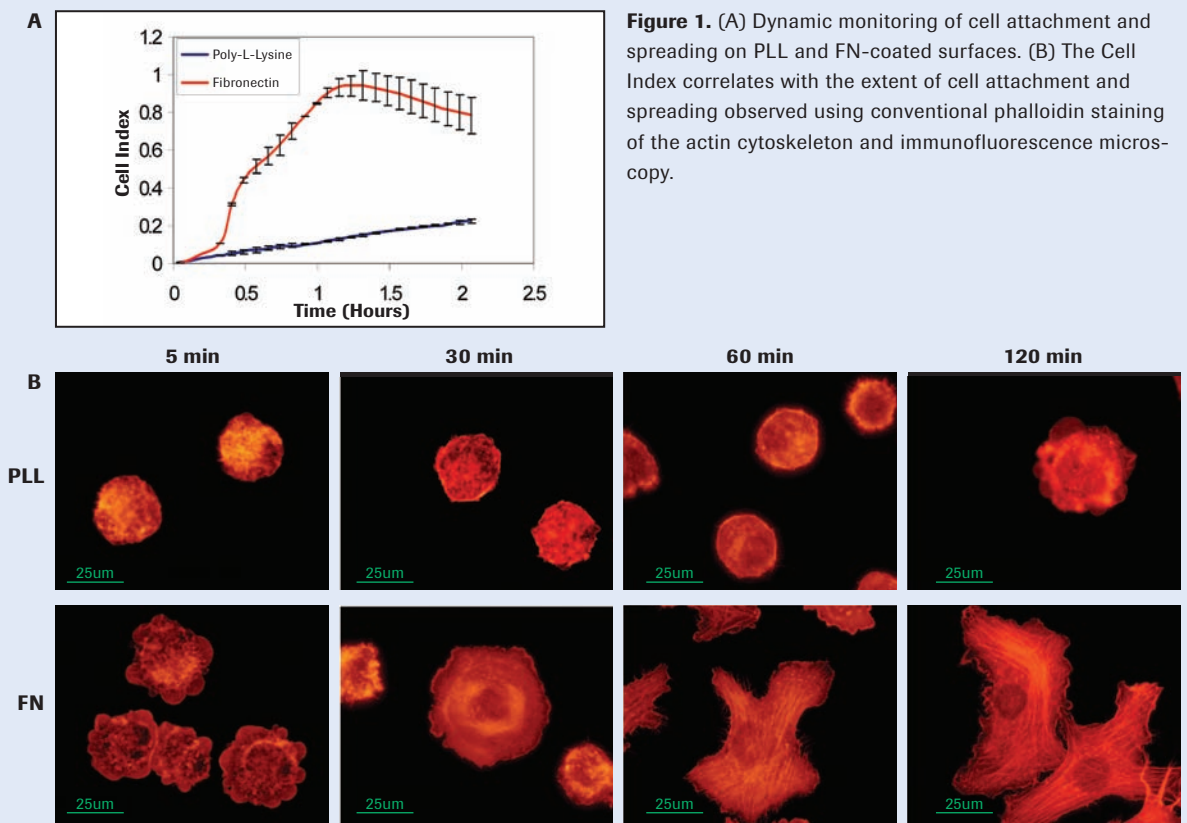 A
Figure 1. (A) Dynamic monitoring of cell attachment and
spreading on PLL and FN-coated surfaces. (B) The Cell
Index correlates with the extent of cell attachment and
spreading observed using conventional phalloidin staining
of the actin cytoskeleton and immunofluorescence micros-
copy.
Poly-L-Lysine
Fibronectin
Cell Index
1.2
1
0.8
0.6
0.4
0.2
0
0 0.5 1 1.5 2 2.5
Time (Hours)
5 min 30 min 60 min 120 min
B
PLL
25um 25um 25um 25um
FN
25um 25um 25um 25um